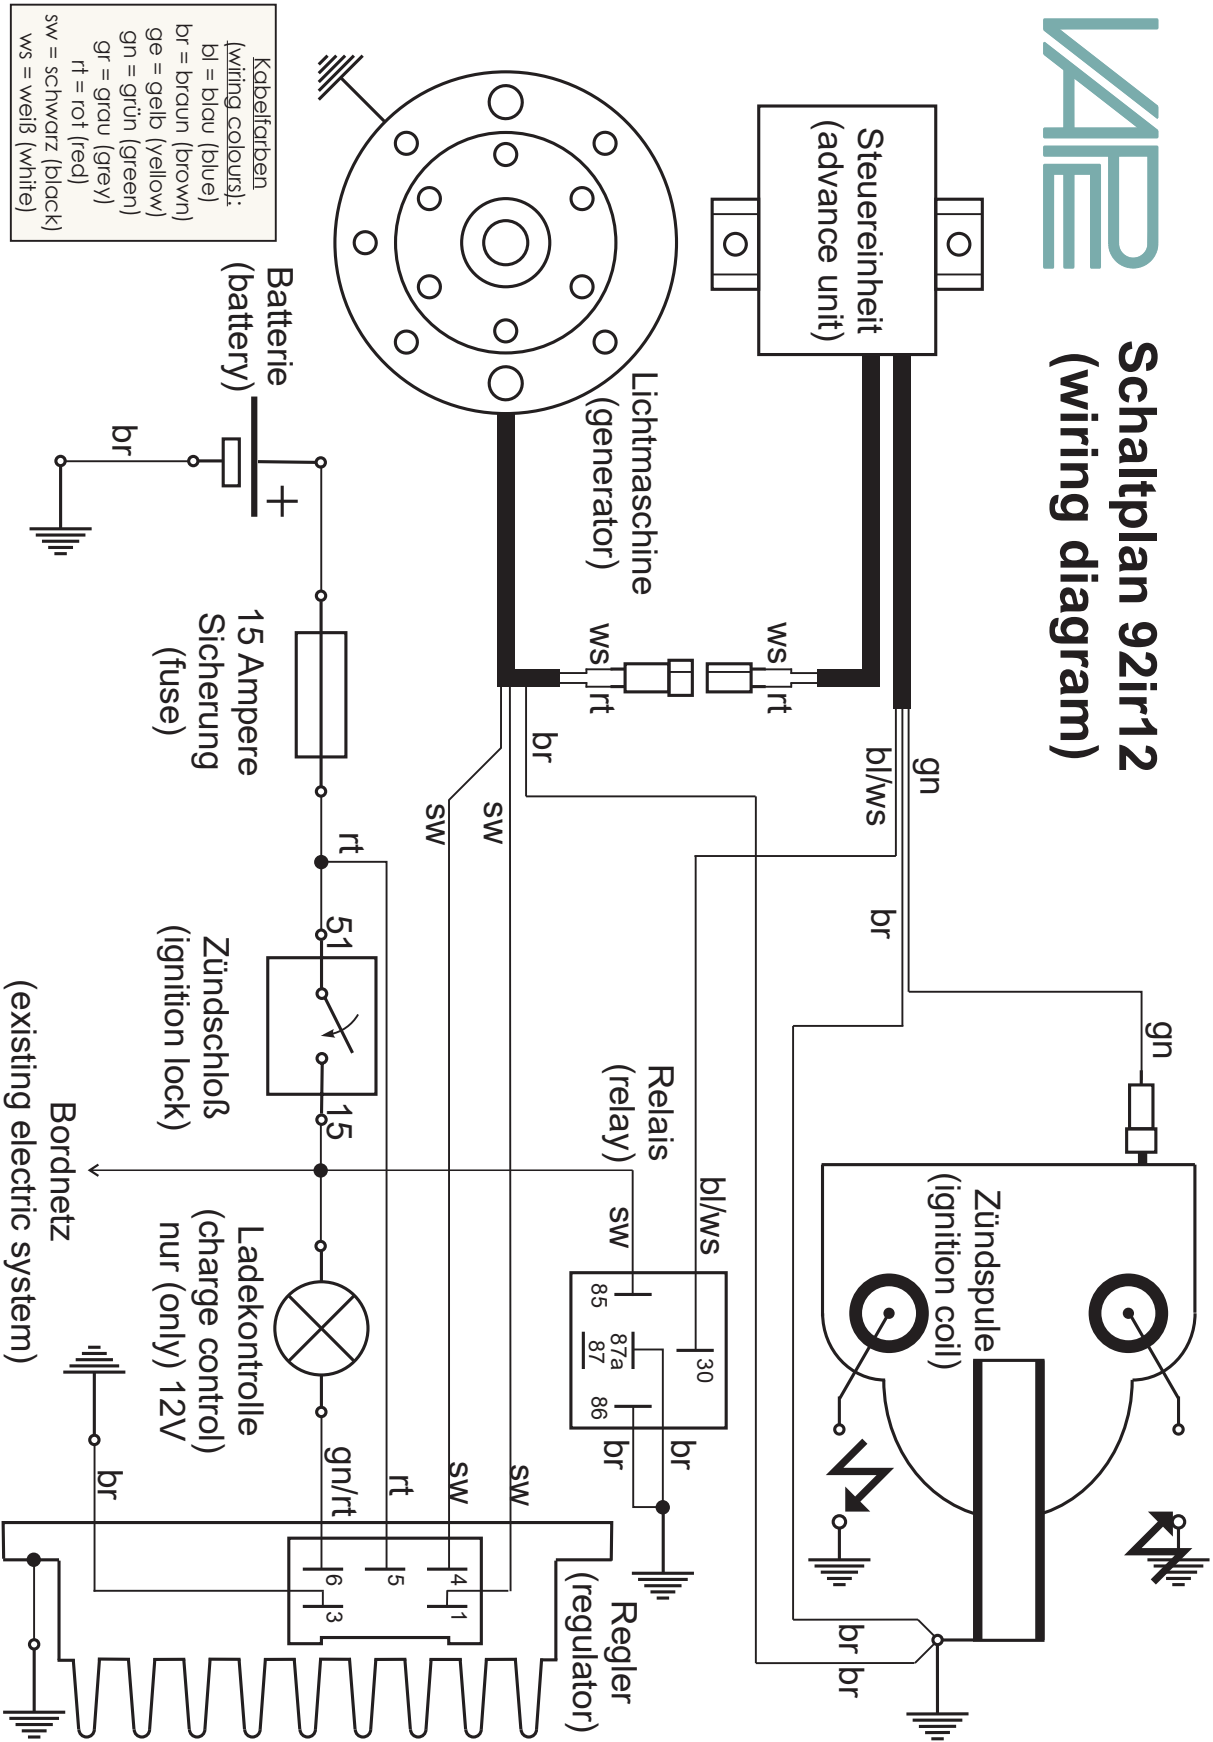 VAPE
Schaltplan 92ir12
(wiring diagram)
Steuereinheit
(advance unit)
gn
gn
bl/ws
br
Zündspule
(ignition coil)
ws
rt
ws
rt
Lichtmaschine
(generator)
br
sw
sw
Relais
(relay)
bl/ws
sw
30
87a
87
85
86
br
br
br
br
Batterie
(battery)
br
+
15 Ampere
Sicherung
(fuse)
rt
51
15
Zündschloß
(ignition lock)
Ladekontrolle
(charge control)
nur (only) 12V
Bordnetz
(existing electric system)
gn/rt
rt
sw
sw
br
Regler
(regulator)
1
4
5
6
3
Kabelfarben
(wiring colours):
bl = blau (blue)
br = braun (brown)
ge = gelb (yellow)
gn = grün (green)
gr = grau (grey)
rt = rot (red)
sw = schwarz (black)
ws = weiß (white)